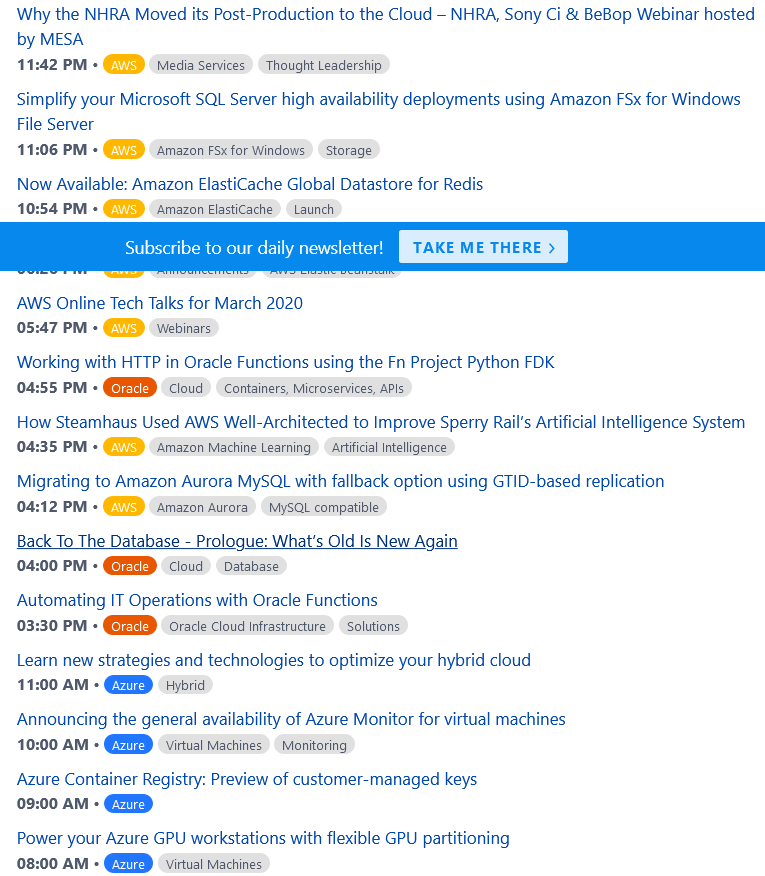 Why the NHRA Moved its Post-Production to the Cloud – NHRA, Sony Ci & BeBop Webinar hosted
by MESA
11:42 PM • AWS Media Services Thought Leadership
Simplify your Microsoft SQL Server high availability deployments using Amazon FSx for Windows
File Server
11:06 PM • AWS Amazon FSx for Windows Storage
Now Available: Amazon ElastiCache Global Datastore for Redis
10:54 PM • AWS Amazon ElastiCache Launch
Subscribe to our daily newsletter! TAKE ME THERE ›
AWS Online Tech Talks for March 2020
05:47 PM • AWS Webinars
Working with HTTP in Oracle Functions using the Fn Project Python FDK
04:55 PM • Oracle Cloud Containers, Microservices, APIs
How Steamhaus Used AWS Well-Architected to Improve Sperry Rail’s Artificial Intelligence System
04:35 PM • AWS Amazon Machine Learning Artificial Intelligence
Migrating to Amazon Aurora MySQL with fallback option using GTID-based replication
04:12 PM • AWS Amazon Aurora MySQL compatible
Back To The Database - Prologue: What’s Old Is New Again
04:00 PM • Oracle Cloud Database
Automating IT Operations with Oracle Functions
03:30 PM • Oracle Oracle Cloud Infrastructure Solutions
Learn new strategies and technologies to optimize your hybrid cloud
11:00 AM • Azure Hybrid
Announcing the general availability of Azure Monitor for virtual machines
10:00 AM • Azure Virtual Machines Monitoring
Azure Container Registry: Preview of customer-managed keys
09:00 AM • Azure
Power your Azure GPU workstations with flexible GPU partitioning
08:00 AM • Azure Virtual Machines